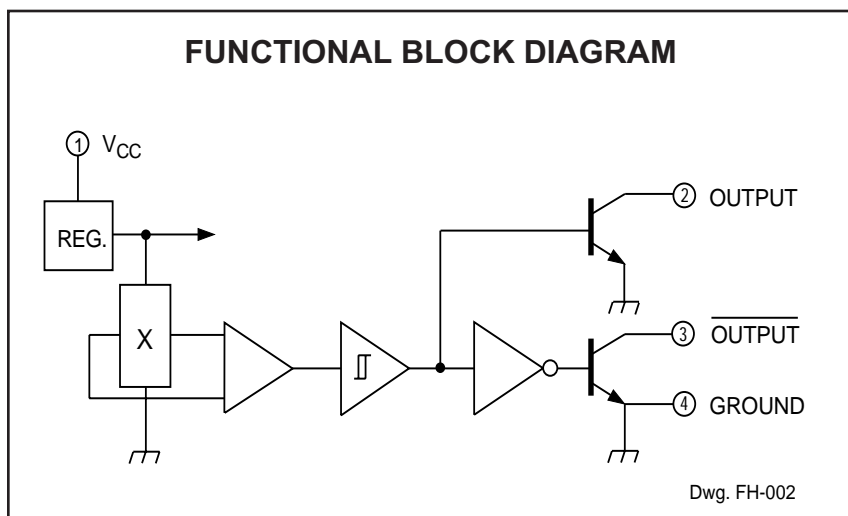 FUNCTIONAL BLOCK DIAGRAM
1 VCC
REG.
X
2 OUTPUT
3 OUTPUT
4 GROUND
Dwg. FH-002